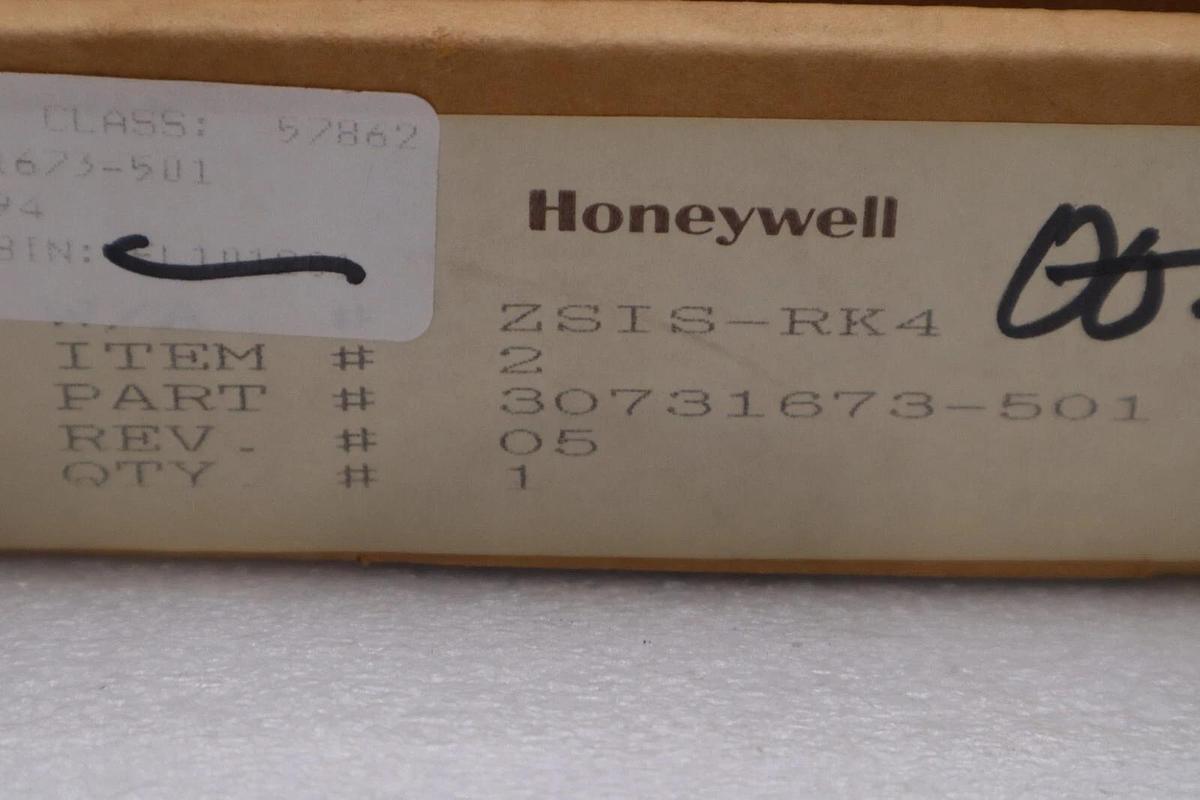 CLASS: 57862
1673-501
94
BIN:
Honeywell
# ZSIS-RK4
ITEM # 2
PART # 30731673-501
REV. # 05
QTY # 1